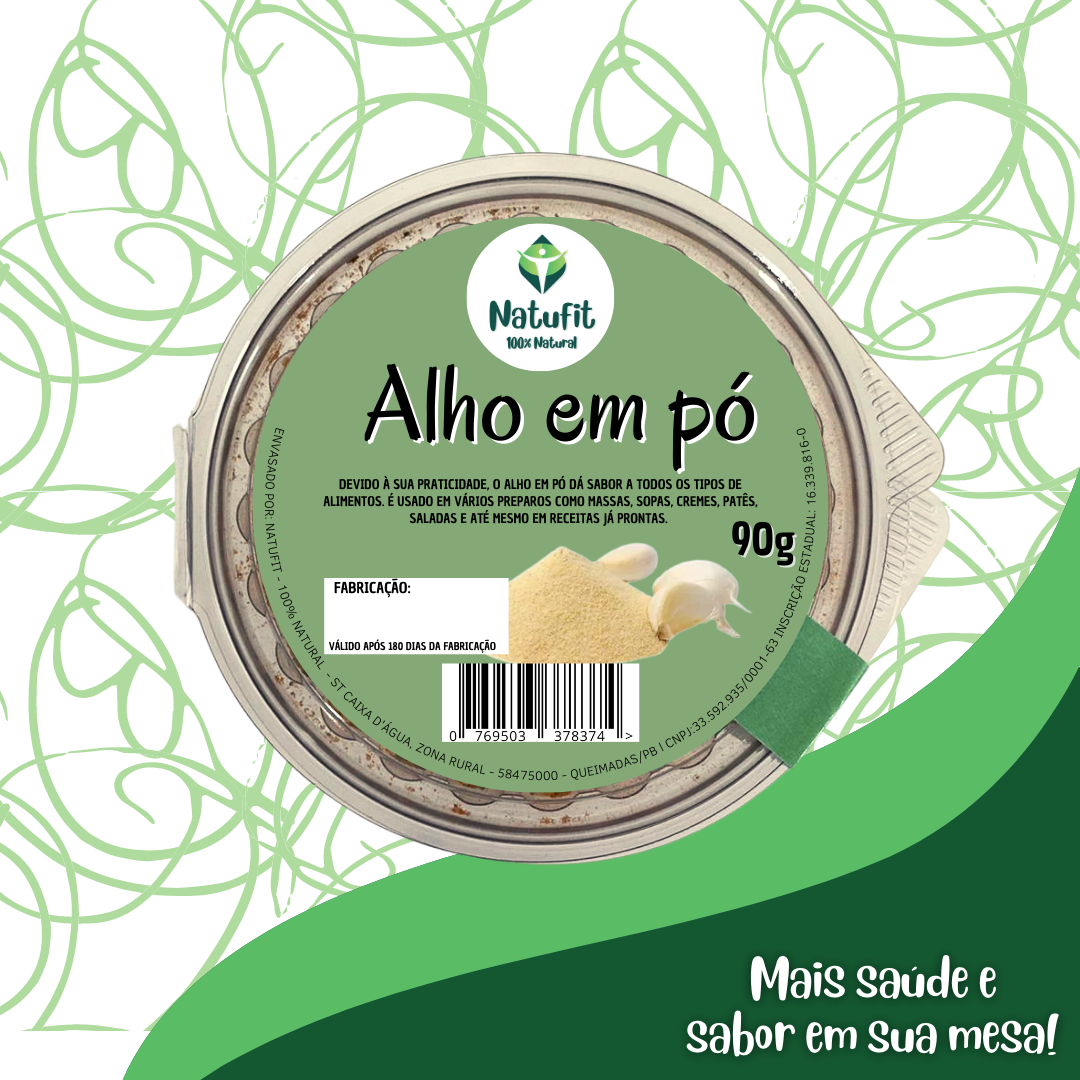 Natufit
100% Natural
Alho em pó
DEVIDO À SUA PRATICIDADE, O ALHO EM PÓ DÁ SABOR A TODOS OS TIPOS DE
ALIMENTOS. É USADO EM VÁRIOS PREPAROS COMO MASSAS, SOPAS, CREMES, PATÊS,
SALADAS E ATÉ MESMO EM RECEITAS JÁ PRONTAS.
90g
FABRICAÇÃO:
VÁLIDO APÓS 180 DIAS DA FABRICAÇÃO
0 769503 378374 >
ENVASADO POR: NATUFIT - 100% NATURAL - ST CAIXA D'ÁGUA, ZONA RURAL - 58475000 - QUEIMADAS/PB | CNPJ:33.592.935/0001-63 INSCRIÇÃO ESTADUAL: 16.339.816-0
Mais saúde e
sabor em sua mesa!